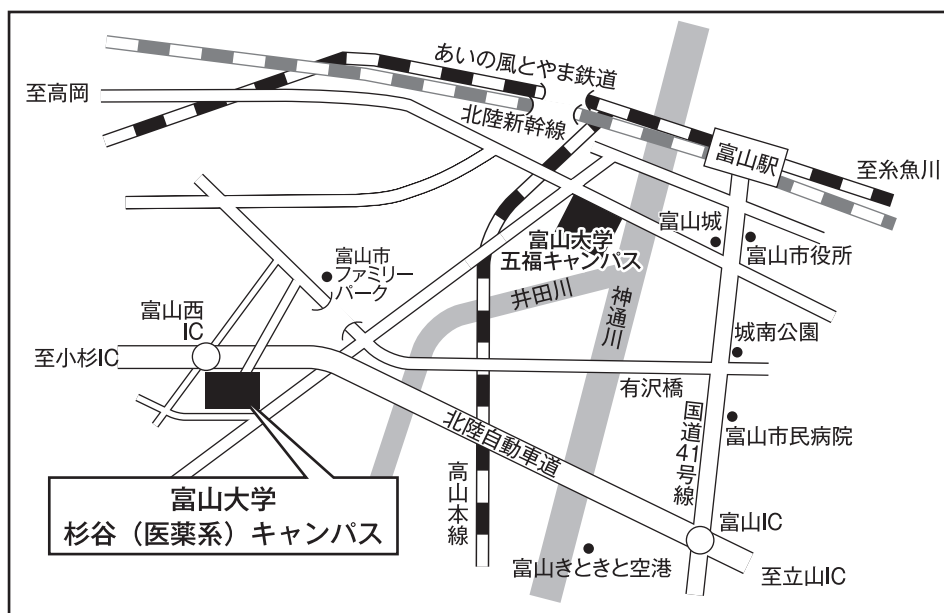 あいの風とやま鉄道
至高岡
北陸新幹線
富山駅
至糸魚川
富山城
富山市役所
富山大学
五福キャンパス
富山市
ファミリー
パーク
井田川
神通川
富山西
IC
城南公園
至小杉IC
有沢橋
国道41号線
富山市民病院
北陸自動車道
高山本線
富山大学
杉谷（医薬系）キャンパス
富山IC
富山きときと空港
至立山IC